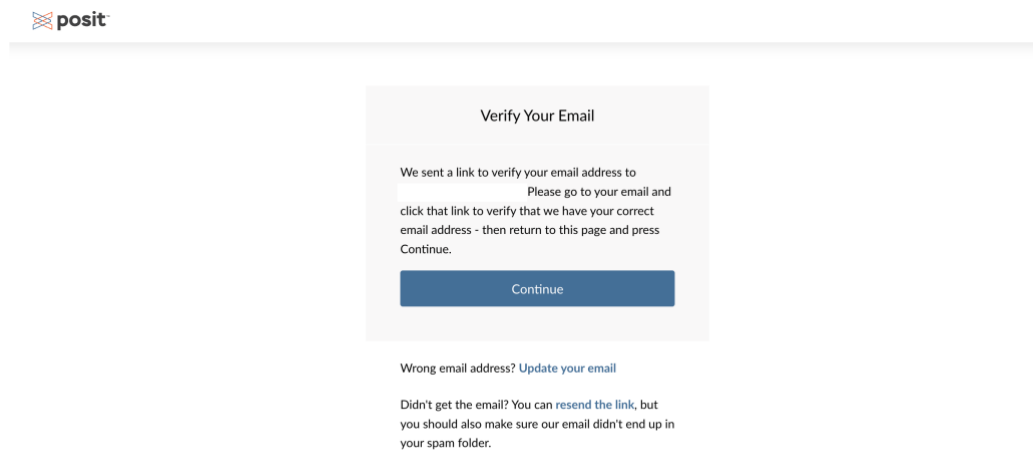 posit™
Verify Your Email
We sent a link to verify your email address to
Please go to your email and
click that link to verify that we have your correct
email address - then return to this page and press
Continue.
Continue
Wrong email address? Update your email
Didn't get the email? You can resend the link, but
you should also make sure our email didn't end up in
your spam folder.